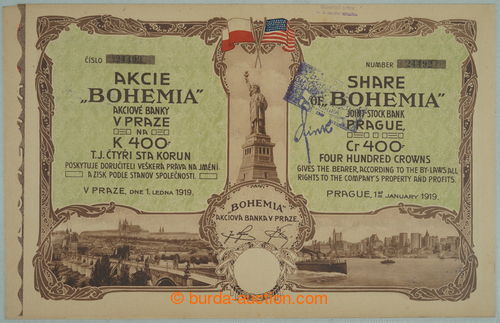 ČÍSLO
AKCIE
„BOHEMIA”
AKCIOVÉ BANKY
V PRAZE
NA
K 400·-
T.J. ČTYŘI STA KORUN
POSKYTUJE DORUČITELI VEŠKERÁ PRÁVA NA JMĚNÍ
A ZISK PODLE STANOV SPOLEČNOSTI.
V PRAZE, DNE 1. LEDNA 1919.
NUMBER
SHARE
OF „BOHEMIA”
JOINT-STOCK BANK
PRAGUE,
Cr 400·-
FOUR HUNDRED CROWNS
GIVES THE BEARER, ACCORDING TO THE BY-LAWS ALL
RIGHTS TO THE COMPANY'S PROPERTY AND PROFITS.
PRAGUE, 1ST JANUARY 1919.
„BOHEMIA”
AKCIOVÁ BANKA V PRAZE.
burda-auction.com